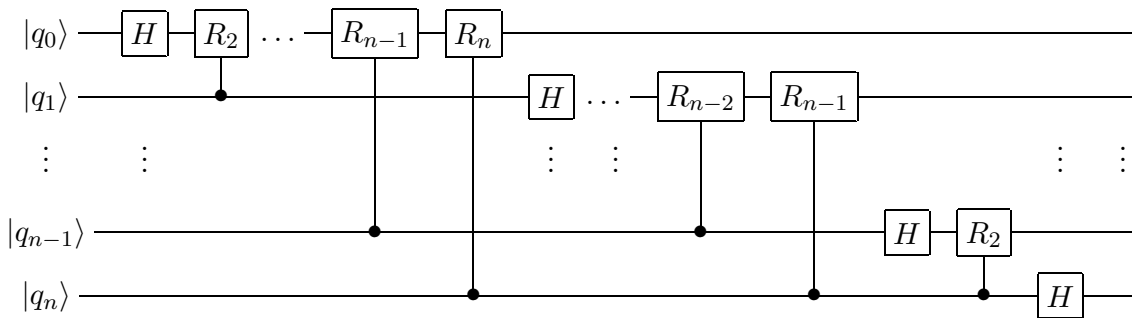 |q₀⟩ H R₂ … Rₙ₋₁ Rₙ
|q₁⟩ H … Rₙ₋₂ Rₙ₋₁
⋮ ⋮ ⋮ ⋮ ⋮ ⋮
|qₙ₋₁⟩ H R₂
|qₙ⟩ H